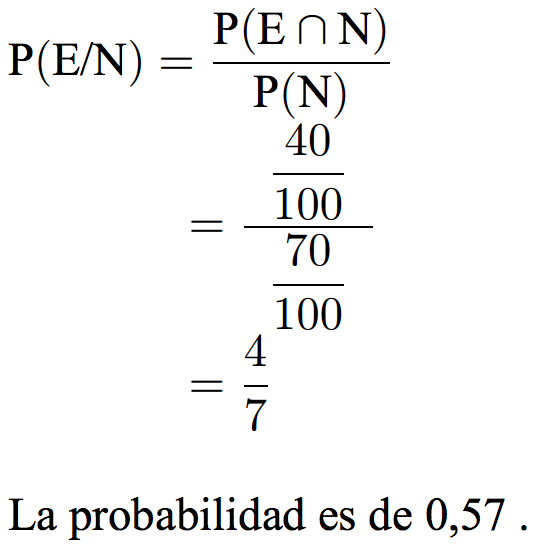 P(E/N) = P(E ∩ N)
P(N)
= 40
100
70
100
= 4
7
La probabilidad es de 0,57 .